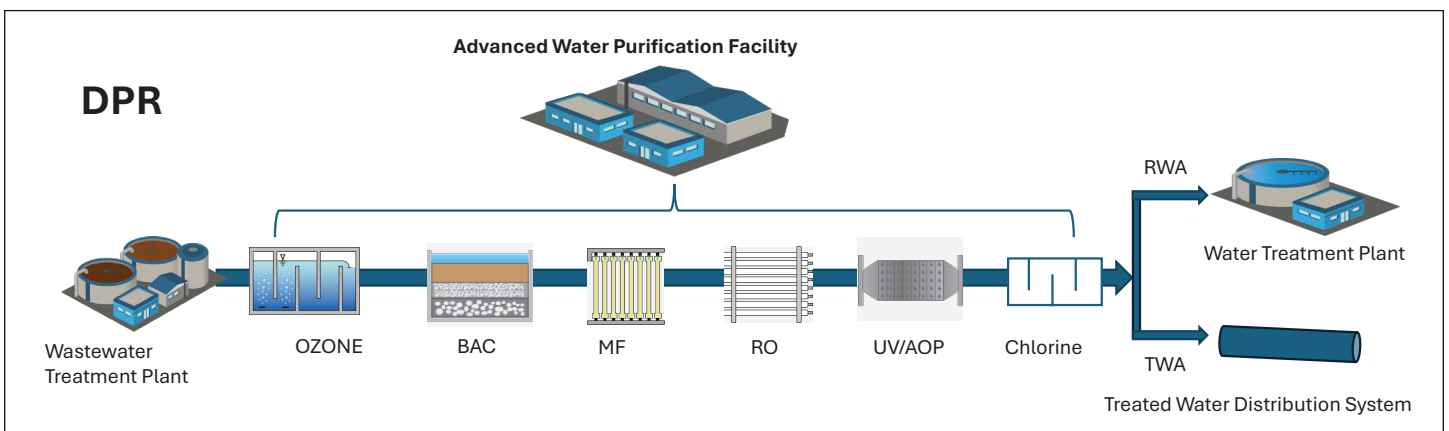 Advanced Water Purification Facility
DPR
RWA
Water Treatment Plant
Wastewater
Treatment Plant
OZONE
BAC
MF
RO
UV/AOP
Chlorine
TWA
Treated Water Distribution System